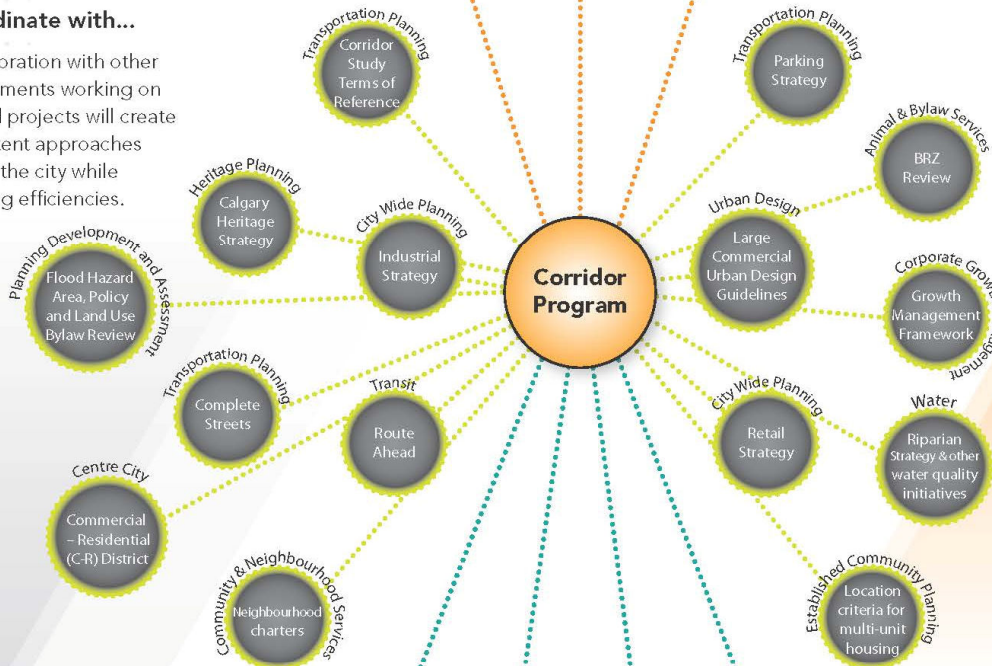 dinate with...
oration with other
ments working on
d projects will create
tent approaches
the city while
g efficiencies.
Transportation Planning
Corridor
Study
Terms of
Reference
Transportation Planning
Parking
Strategy
Animal & Bylaw Services
BRZ
Review
Heritage Planning
Calgary
Heritage
Strategy
City Wide Planning
Industrial
Strategy
Urban Design
Large
Commercial
Urban Design
Guidelines
Planning Development and Assessment
Flood Hazard
Area, Policy
and Land Use
Bylaw Review
Corridor
Program
Corporate Grow
agement
Growth
Management
Framework
Transportation Planning
Complete
Streets
Transit
Route
Ahead
City Wide Planning
Retail
Strategy
Water
Riparian
Strategy & other
water quality
initiatives
Centre City
Commercial
– Residential
(C-R) District
Community & Neighbourhood Services
Neighbourhood
charters
Established Community Planning
Location
criteria for
multi-unit
housing